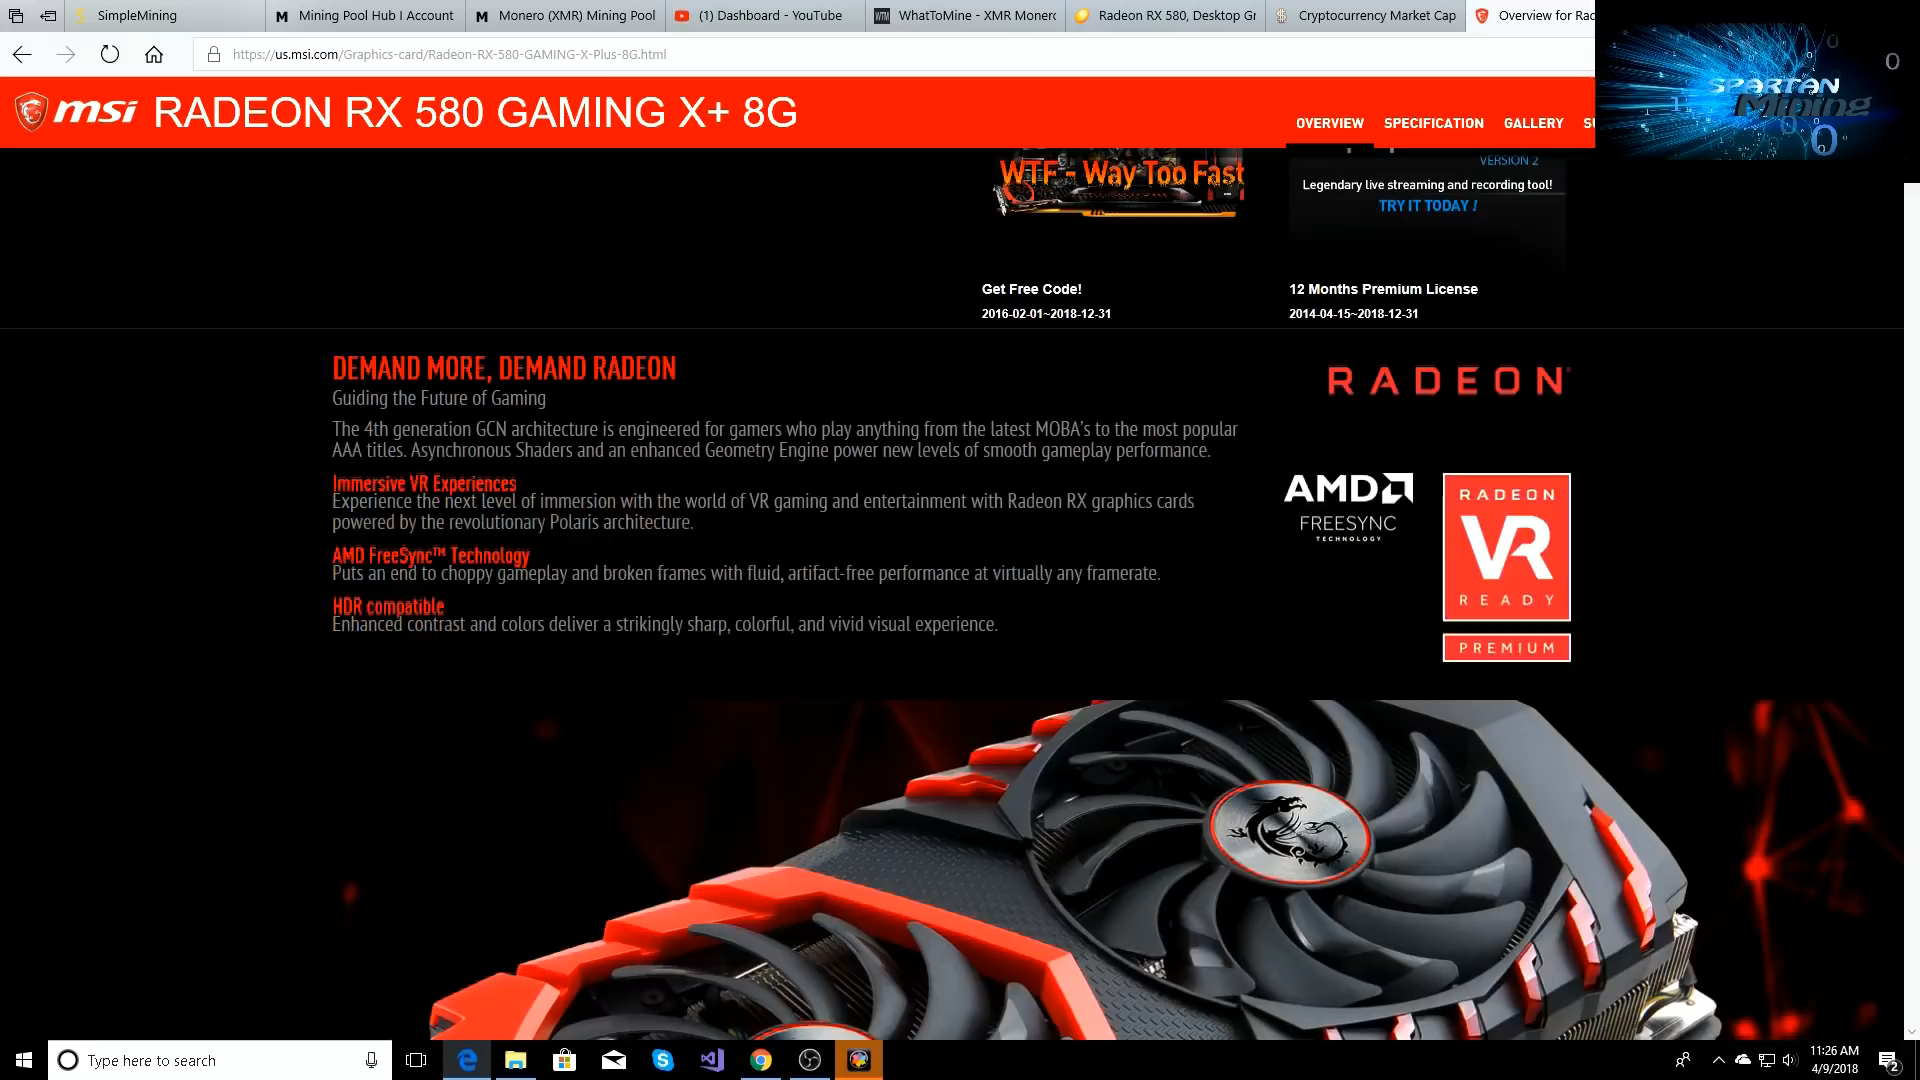 SimpleMining
Mining Pool Hub I Account
Monero (XMR) Mining Pool
(1) Dashboard - YouTube
WhatToMine - XMR Monero
Radeon RX 580, Desktop Gr
Cryptocurrency Market Cap
Overview for Rad
https://us.msi.com/Graphics-card/Radeon-RX-580-GAMING-X-Plus-8G.html
SPARTAN
Mining
msi RADEON RX 580 GAMING X+ 8G
OVERVIEW SPECIFICATION GALLERY
WTF - Way Too Fast
VERSION 2
Legendary live streaming and recording tool!
TRY IT TODAY !
Get Free Code!
2016-02-01~2018-12-31
12 Months Premium License
2014-04-15~2018-12-31
DEMAND MORE, DEMAND RADEON
Guiding the Future of Gaming
The 4th generation GCN architecture is engineered for gamers who play anything from the latest MOBA's to the most popular
AAA titles. Asynchronous Shaders and an enhanced Geometry Engine power new levels of smooth gameplay performance.
Immersive VR Experiences
Experience the next level of immersion with the world of VR gaming and entertainment with Radeon RX graphics cards
powered by the revolutionary Polaris architecture.
AMD FreeSync™ Technology
Puts an end to choppy gameplay and broken frames with fluid, artifact-free performance at virtually any framerate.
HDR compatible
Enhanced contrast and colors deliver a strikingly sharp, colorful, and vivid visual experience.
RADEON
AMD
FREESYNC
TECHNOLOGY
RADEON
VR
READY
PREMIUM
Type here to search
11:26 AM
4/9/2018
2